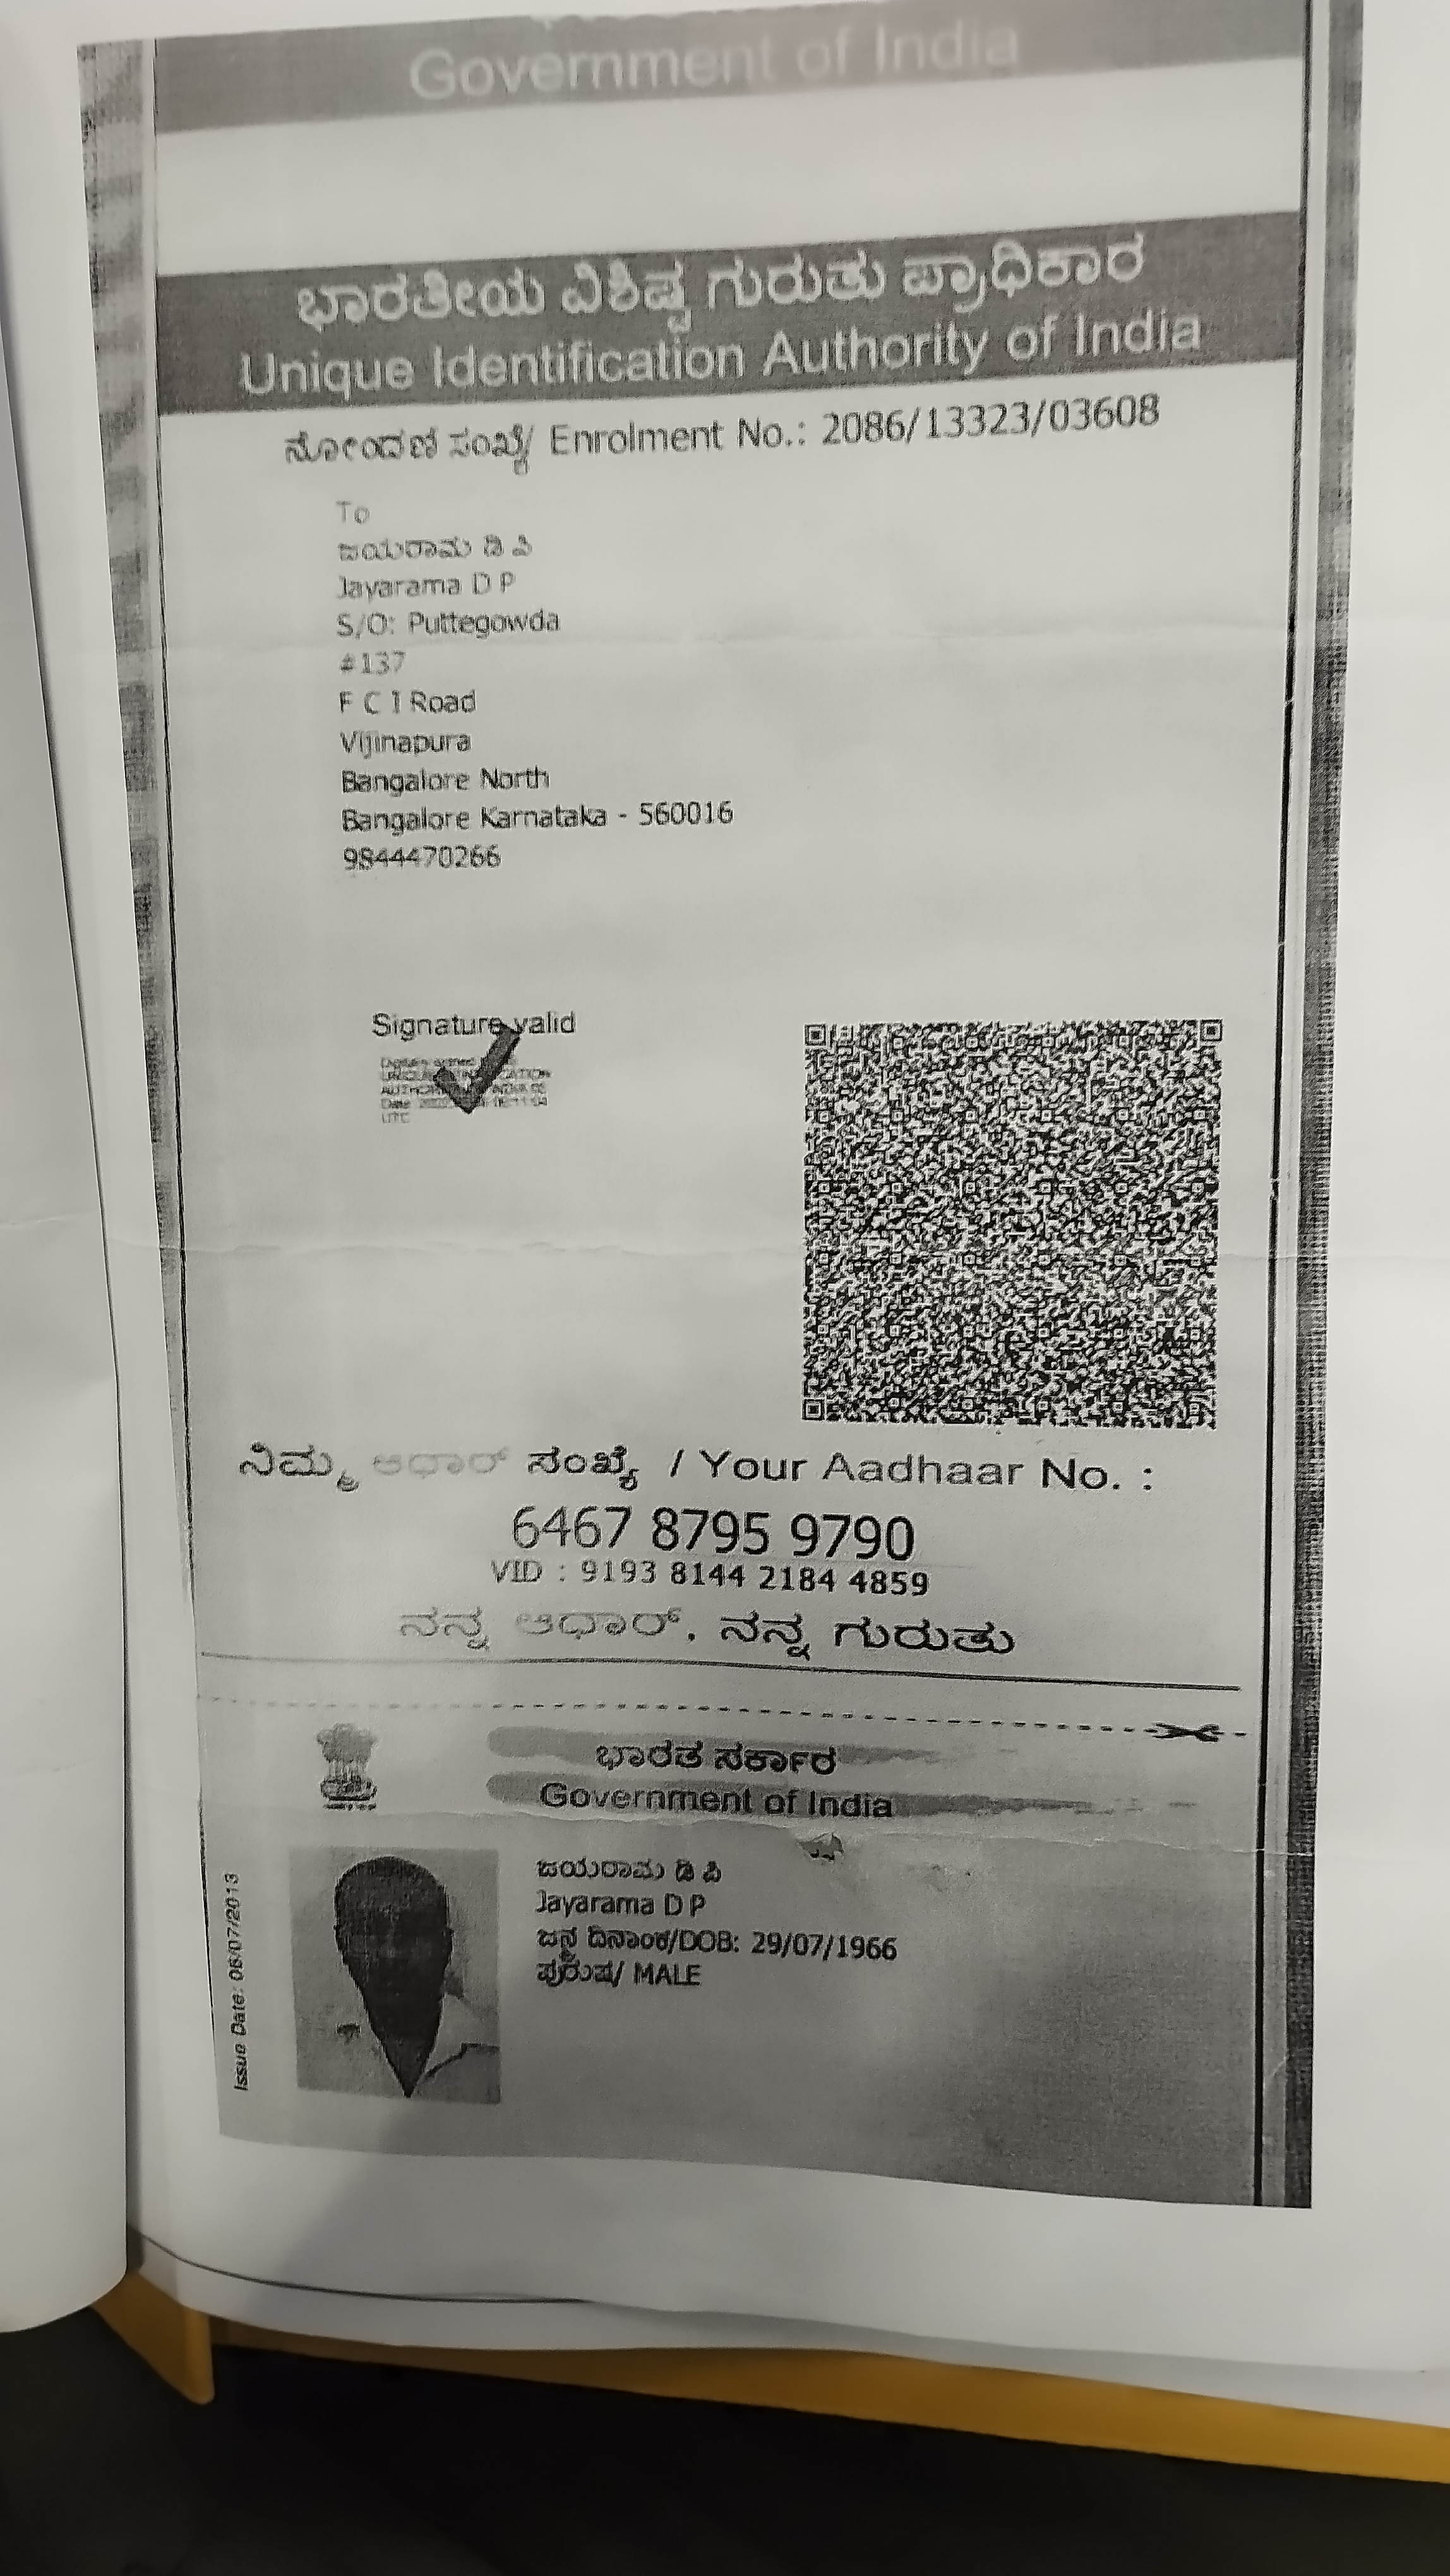 Government of India
ಭಾರತೀಯ ವಿಶಿಷ್ಟ ಗುರುತು ಪ್ರಾಧಿಕಾರ
Unique Identification Authority of India
ನೋಂದಣಿ ಸಂಖ್ಯೆ/ Enrolment No.: 2086/13323/03608
To
ಜಯರಾಮ ಡಿ ಪಿ
Jayarama D P
S/O: Puttegowda
#137
F C I Road
Vijinapura
Bangalore North
Bangalore Karnataka - 560016
9844470266
Signature valid
UTC
ನಿಮ್ಮ ಆಧಾರ್ ಸಂಖ್ಯೆ / Your Aadhaar No. :
6467 8795 9790
VID : 9193 8144 2184 4859
ನನ್ನ ಆಧಾರ್, ನನ್ನ ಗುರುತು
ಭಾರತ ಸರ್ಕಾರ
Government of India
ಜಯರಾಮ ಡಿ ಪಿ
Jayarama D P
ಜನ್ಮ ದಿನಾಂಕ/DOB: 29/07/1966
ಪುರುಷ/ MALE
Issue Date: 06/07/2013